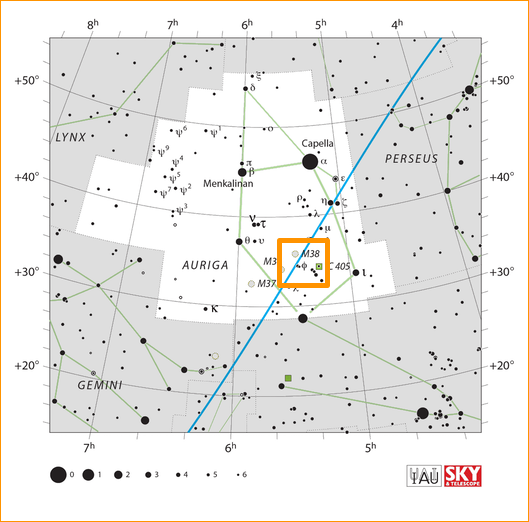 8h 7h 6h 5h 4h
+50° +50°
ξ
δ
LYNX
ψ6 ψ1 ο
ψ9
Capella
PERSEUS
ψ4
π α
+40° β +40°
ψ5 ε
Menkalinan
ψ7 ψ2
ρ η ζ
ψ3 λ
ν τ
μ
θ υ
M38
AURIGA φ
+30° ι +30°
M37
χ
κ
+20° +20°
GEMINI
7h 6h 5h
0 1 2 3 4 5 6
IAU SKY
& TELESCOPE